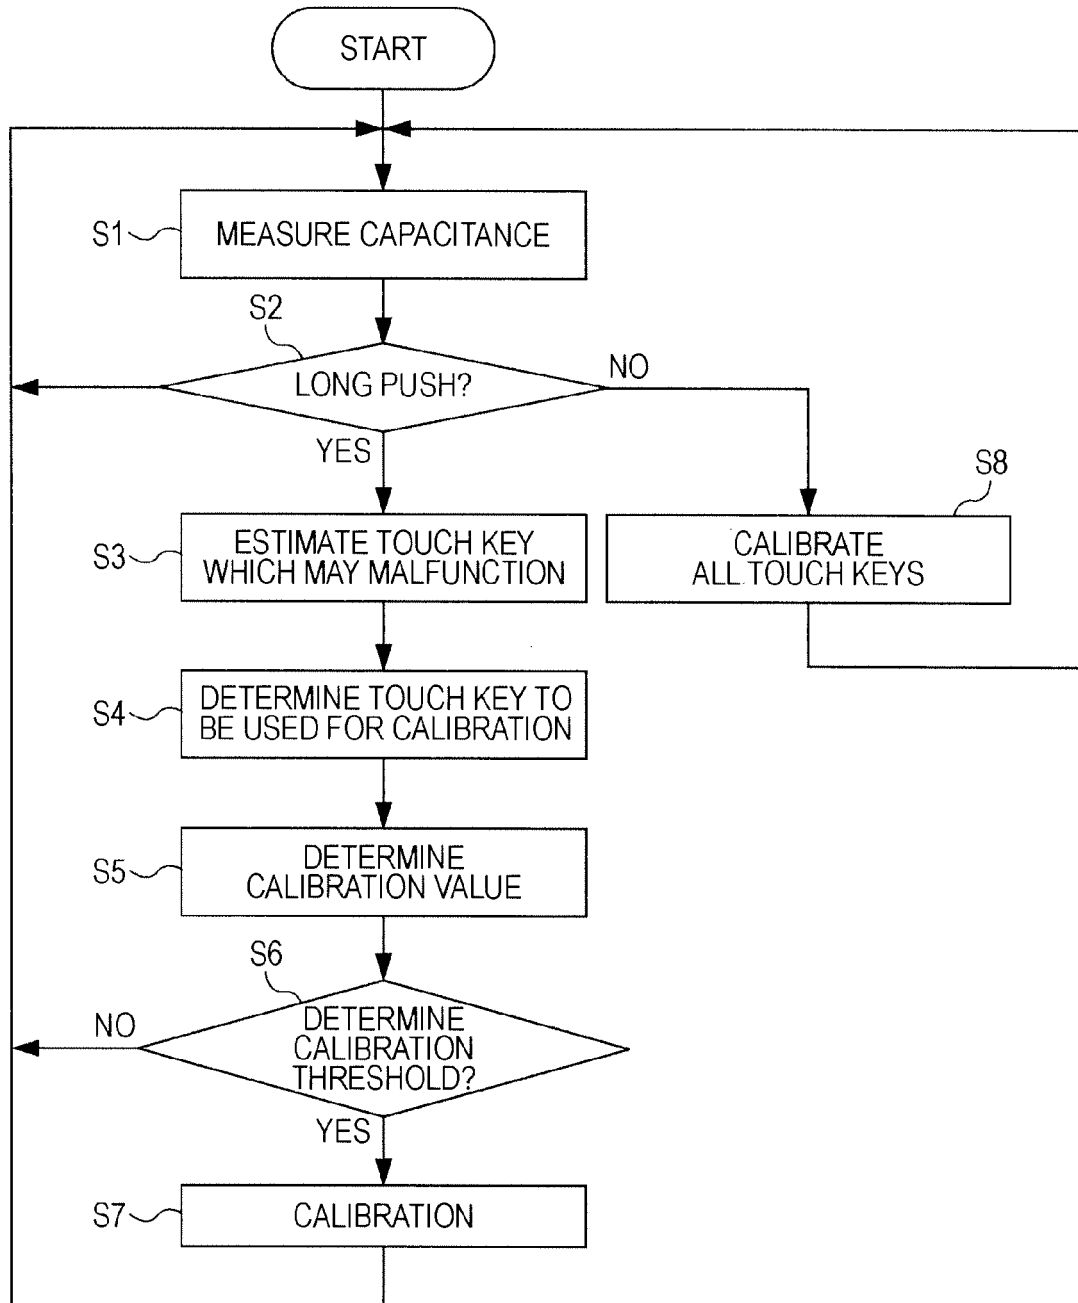 START
S1
MEASURE CAPACITANCE
S2
LONG PUSH?
NO
YES
S3
ESTIMATE TOUCH KEY
WHICH MAY MALFUNCTION
S8
CALIBRATE
ALL TOUCH KEYS
S4
DETERMINE TOUCH KEY TO
BE USED FOR CALIBRATION
S5
DETERMINE
CALIBRATION VALUE
S6
NO
DETERMINE
CALIBRATION
THRESHOLD?
YES
S7
CALIBRATION